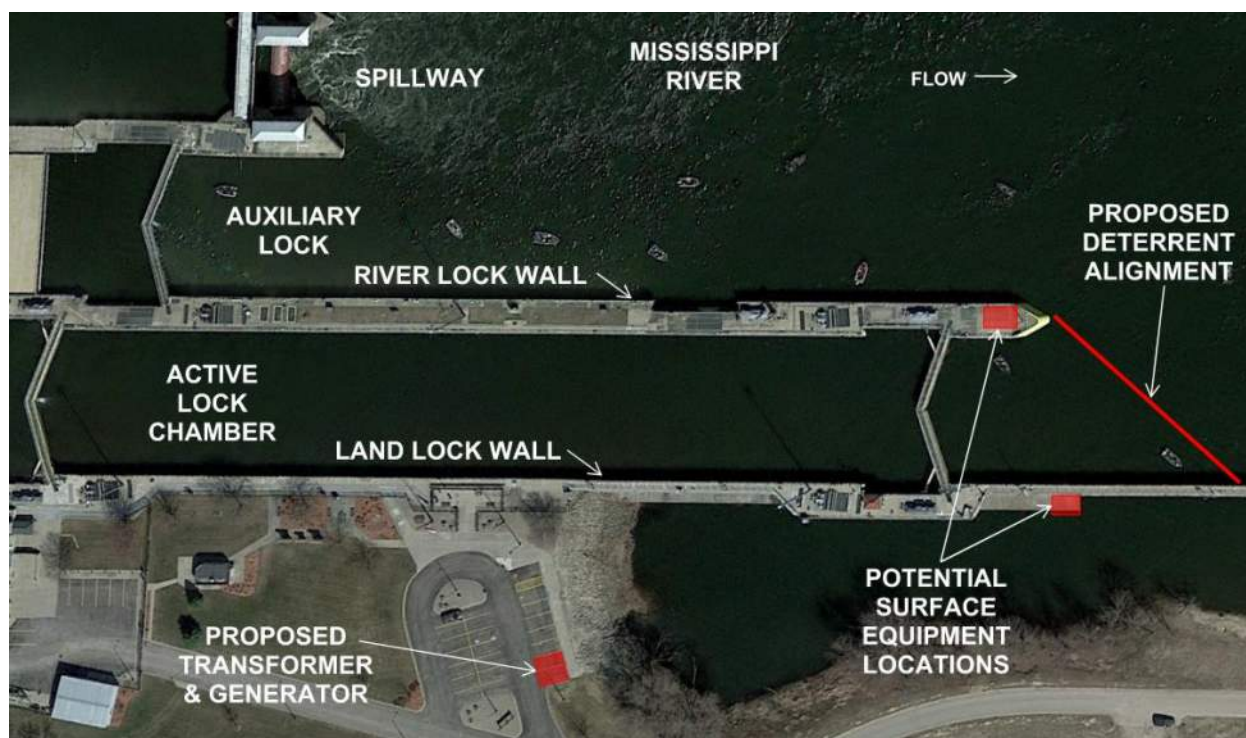 SPILLWAY
MISSISSIPPI
RIVER
FLOW
AUXILIARY
LOCK
PROPOSED
DETERRENT
ALIGNMENT
RIVER LOCK WALL
ACTIVE
LOCK
CHAMBER
LAND LOCK WALL
POTENTIAL
SURFACE
EQUIPMENT
LOCATIONS
PROPOSED
TRANSFORMER
& GENERATOR